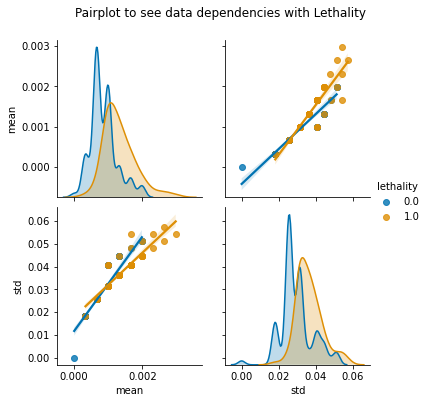 Pairplot to see data dependencies with Lethality
0.003
0.002
0.001
0.000
mean
lethality
0.0
1.0
0.06
0.05
0.04
0.03
0.02
0.01
0.00
std
0.000 0.002
mean
0.00 0.02 0.04 0.06
std